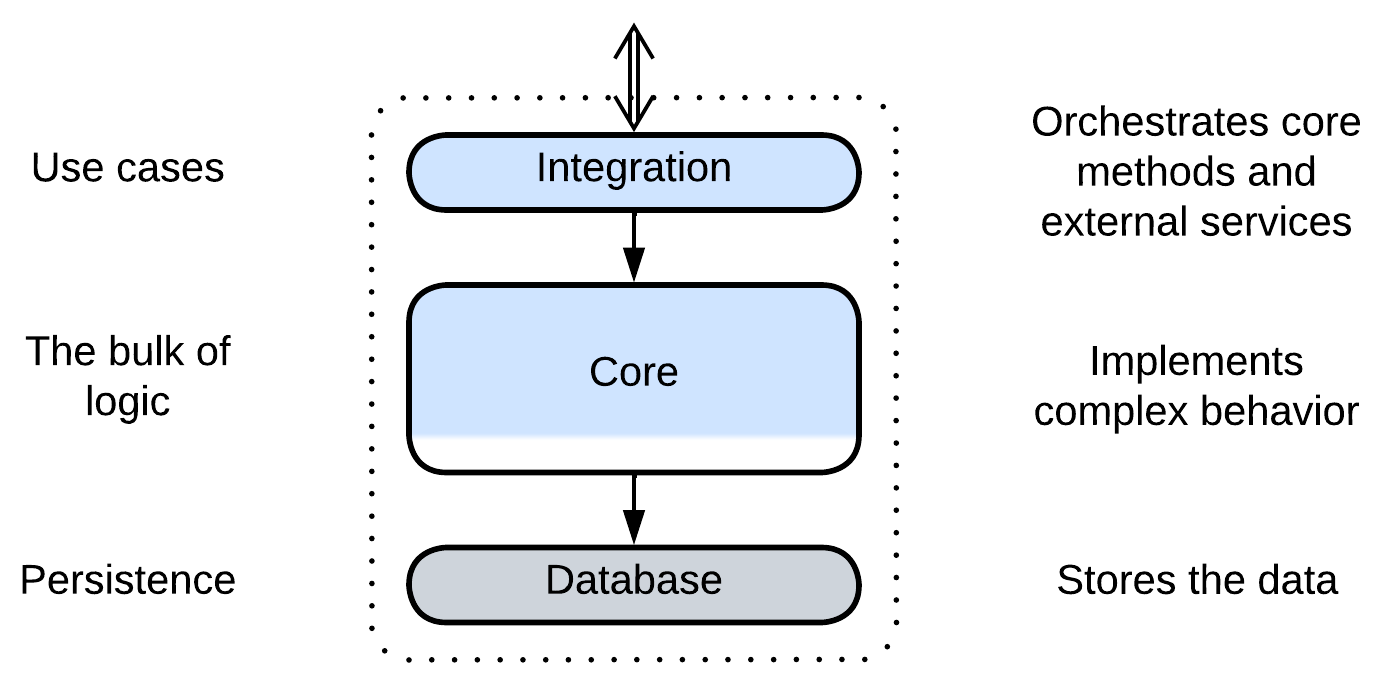 Use cases
Integration
Orchestrates core
methods and
external services
The bulk of
logic
Core
Implements
complex behavior
Persistence
Database
Stores the data